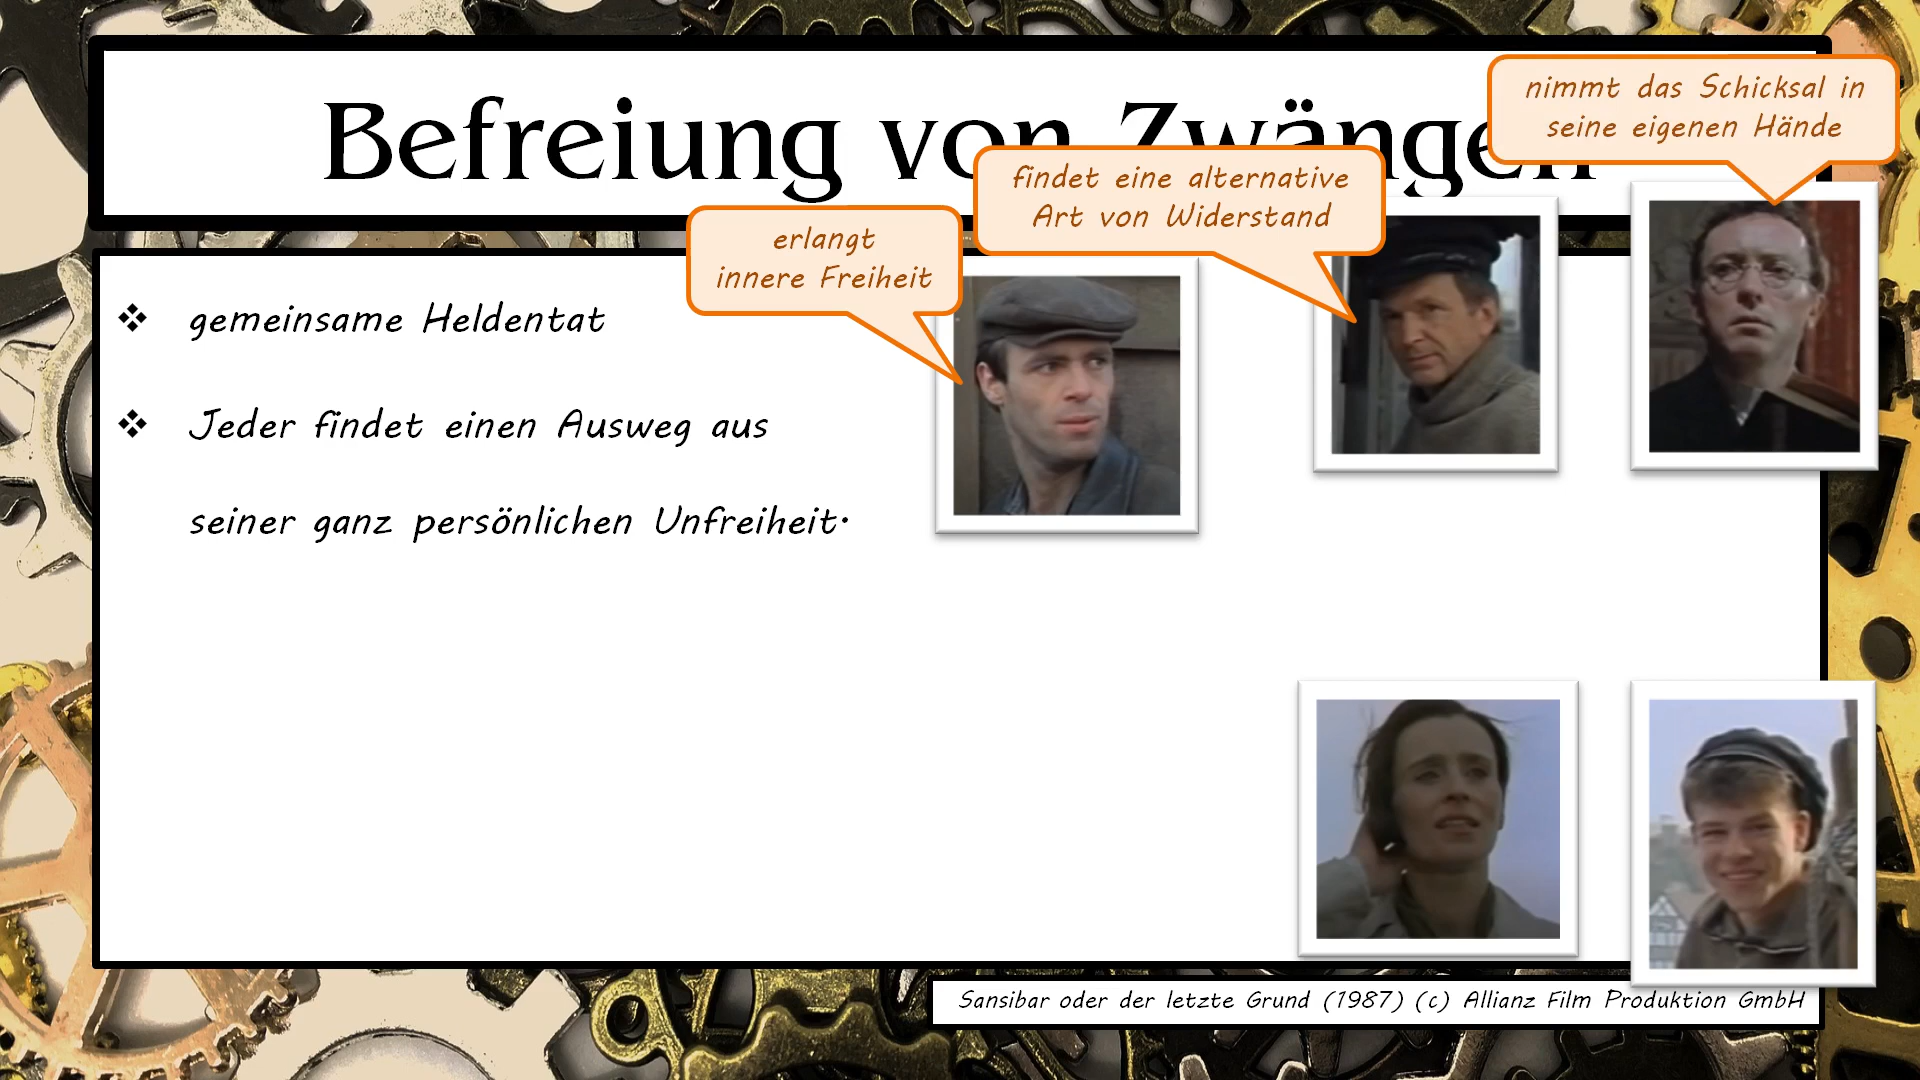 Befreiung von Zwängen
nimmt das Schicksal in
seine eigenen Hände
findet eine alternative
Art von Widerstand
erlangt
innere Freiheit
❖ gemeinsame Heldentat
❖ Jeder findet einen Ausweg aus
seiner ganz persönlichen Unfreiheit.
Sansibar oder der letzte Grund (1987) (c) Allianz Film Produktion GmbH